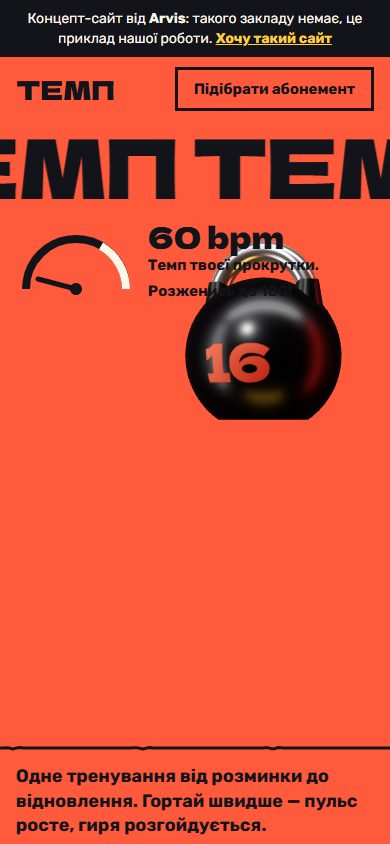 Концепт-сайт від Arvis: такого закладу немає, це
приклад нашої роботи. Хочу такий сайт
ТЕМП
Підібрати абонемент
ЕМП ТЕМ
60 bpm
Темп твоєї прокрутки.
16
Одне тренування від розминки до
відновлення. Гортай швидше — пульс
росте, гиря розгойдується.